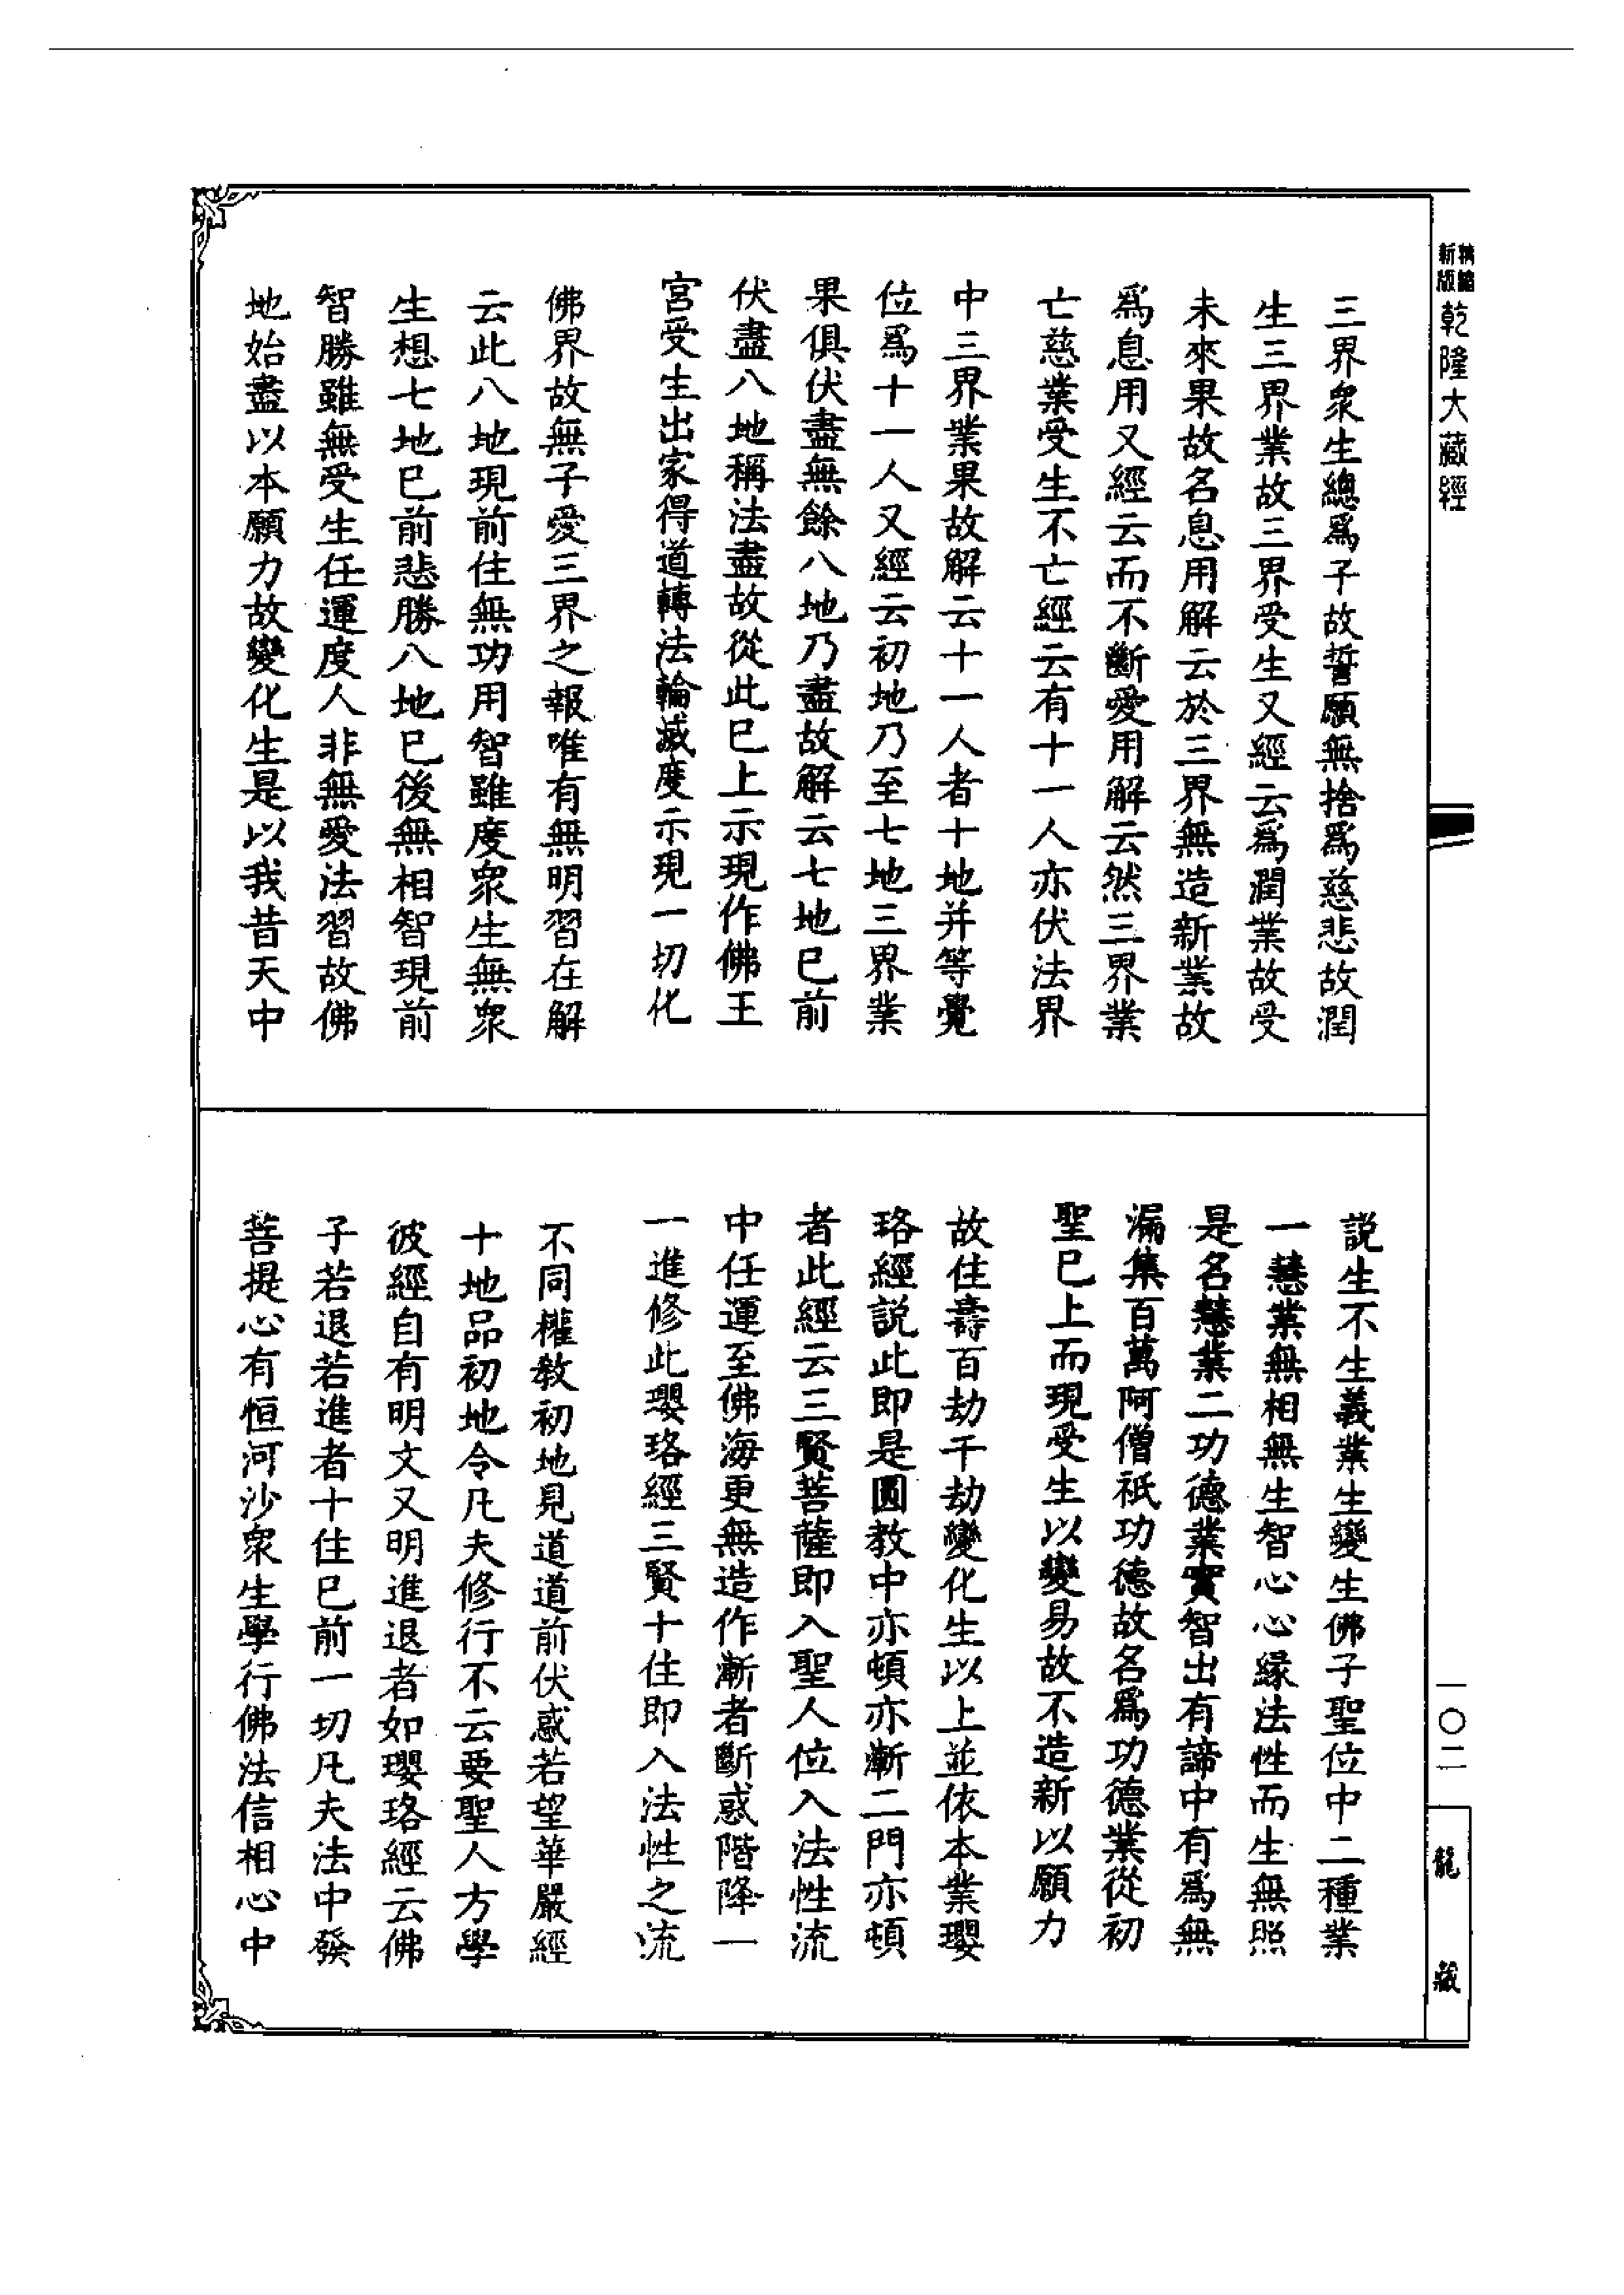 精縮
新版
乾隆大藏經
三界衆生總爲子故誓願無捨爲慈悲故潤
生三界業故三界受生又經云爲潤業故受
未來果故名息用解云於三界無造新業故
爲息用又經云而不斷愛用解云然三界業
亡慈業受生不亡經云有十一人亦伏法界
中三界業果故解云十一人者十地并等覺
位爲十一人又經云初地乃至七地三界業
果俱伏盡無餘八地乃盡故解云七地已前
伏盡八地稱法盡故從此已上示現作佛王
宮受生出家得道轉法輪滅度示現一切化
佛界故無子愛三界之報唯有無明習在解
云此八地現前住無功用智雖度衆生無衆
生想七地已前悲勝八地已後無相智現前
智勝雖無受生任運度人非無愛法習故佛
地始盡以本願力故變化生是以我昔天中
說生不生義業生變生佛子聖位中二種業
一慧業無相無生智心心緣法性而生無照
是名慧業二功德業實智出有諦中有爲無
漏集百萬阿僧祇功德故名爲功德業從初
聖已上而現受生以變易故不造新以願力
故住壽百劫千劫變化生以上並依本業瓔
珞經說此即是圓教中亦頓亦漸二門亦頓
者此經云三賢菩薩即入聖人位入法性流
中任運至佛海更無造作漸者斷惑階降一
一進修此瓔珞經三賢十住即入法性之流
不同權教初地見道道前伏惑若望華嚴經
十地品初地令凡夫修行不云要聖人方學
彼經自有明文又明進退者如瓔珞經云佛
子若退若進者十住已前一切凡夫法中發
菩提心有恒河沙衆生學行佛法信相心中
一〇二
龍藏